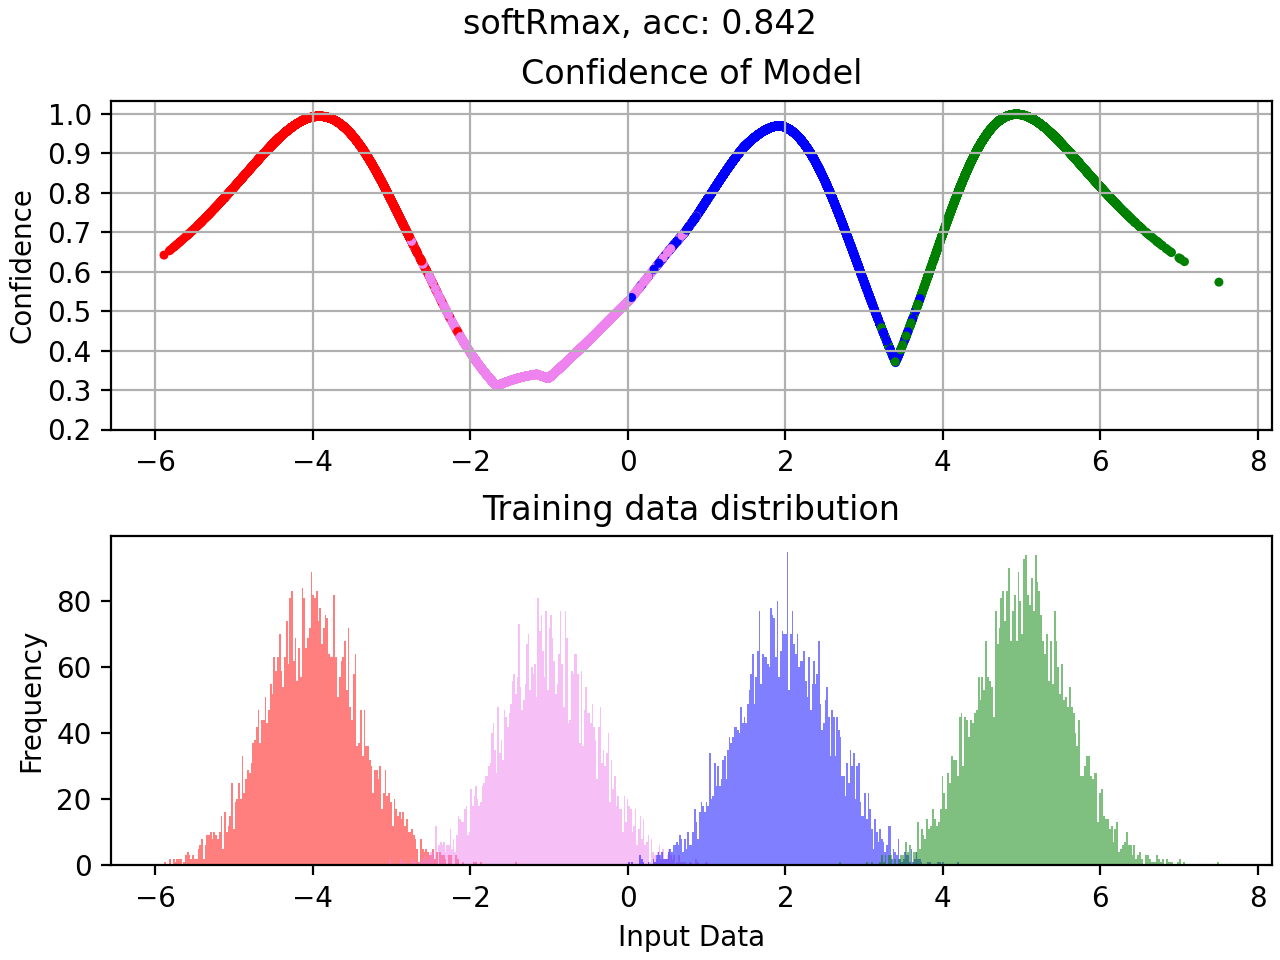 softRmax, acc: 0.842
Confidence of Model
Confidence
1.0
0.9
0.8
0.7
0.6
0.5
0.4
0.3
0.2
−6 −4 −2 0 2 4 6 8
Training data distribution
Frequency
80
60
40
20
0
−6 −4 −2 0 2 4 6 8
Input Data